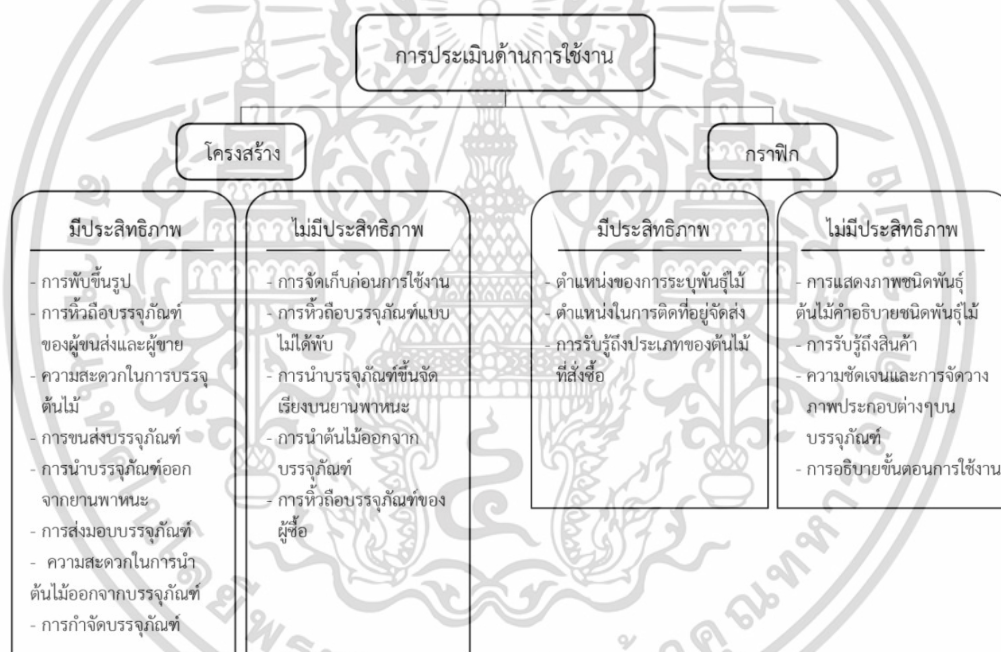 การประเมินด้านการใช้งาน
โครงสร้าง
มีประสิทธิภาพ
- การพับขึ้นรูป
- การหิ้วถือบรรจุภัณฑ์
ของผู้ขนส่งและผู้ขาย
- ความสะดวกในการบรรจุ
ต้นไม้
- การขนส่งบรรจุภัณฑ์
- การนำบรรจุภัณฑ์ออก
จากยานพาหนะ
- การส่งมอบบรรจุภัณฑ์
- ความสะดวกในการนำ
ต้นไม้ออกจากบรรจุภัณฑ์
- การกำจัดบรรจุภัณฑ์
ไม่มีประสิทธิภาพ
- การจัดเก็บก่อนการใช้งาน
- การหิ้วถือบรรจุภัณฑ์แบบ
ไม่ได้พับ
- การนำบรรจุภัณฑ์ขึ้นจัด
เรียงบนยานพาหนะ
- การนำต้นไม้ออกจาก
บรรจุภัณฑ์
- การหิ้วถือบรรจุภัณฑ์ของ
ผู้ซื้อ
กราฟิก
มีประสิทธิภาพ
- ตำแหน่งของการระบุพันธุ์ไม้
- ตำแหน่งในการติดที่อยู่จัดส่ง
- การรับรู้ถึงประเภทของต้นไม้
ที่สั่งซื้อ
ไม่มีประสิทธิภาพ
- การแสดงภาพชนิดพันธุ์
ต้นไม้คำอธิบายชนิดพันธุ์ไม้
- การรับรู้ถึงสินค้า
- ความชัดเจนและการจัดวาง
ภาพประกอบต่างๆบน
บรรจุภัณฑ์
- การอธิบายขั้นตอนการใช้งาน